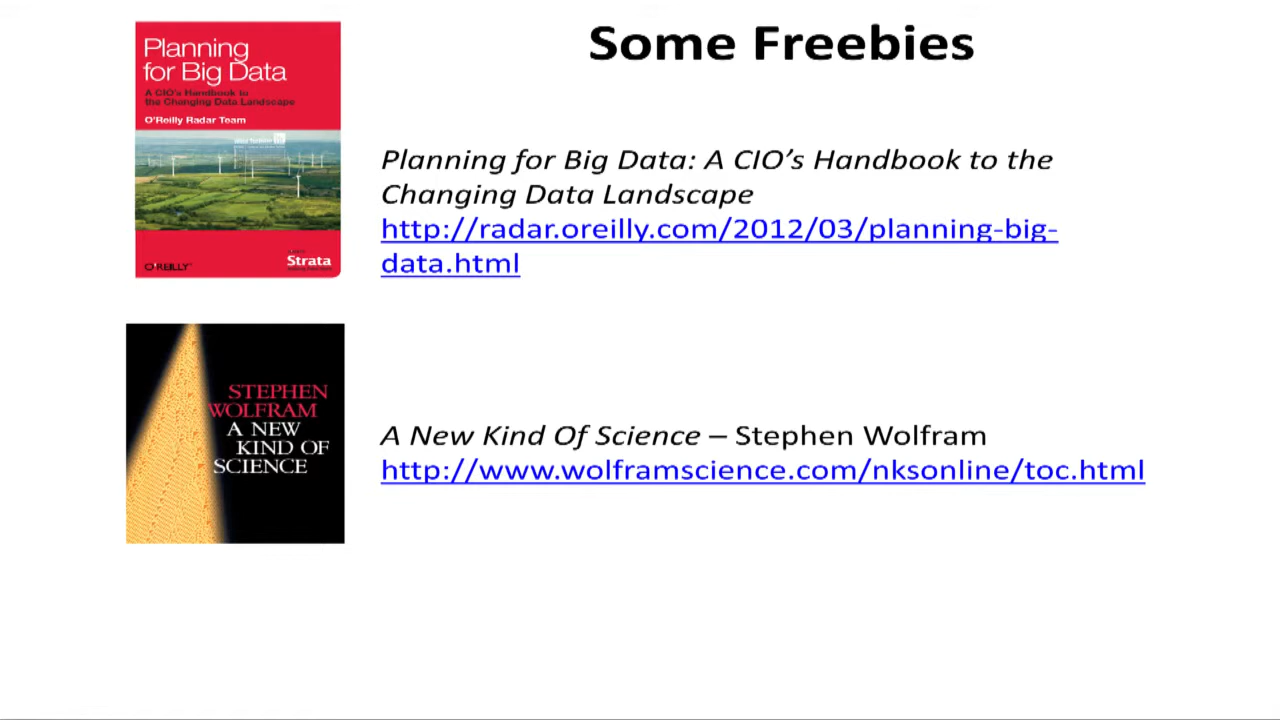 Some Freebies
Planning
for Big Data
A CIO's Handbook to
the Changing Data Landscape
O'Reilly Radar Team
O'REILLY
Strata
Planning for Big Data: A CIO’s Handbook to the
Changing Data Landscape
http://radar.oreilly.com/2012/03/planning-big-
data.html
STEPHEN
WOLFRAM
A NEW
KIND OF
SCIENCE
A New Kind Of Science – Stephen Wolfram
http://www.wolframscience.com/nksonline/toc.html